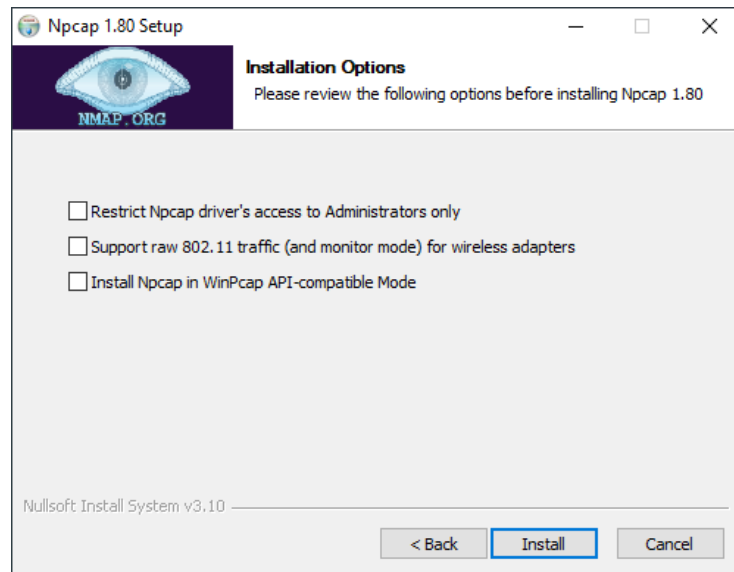 Npcap 1.80 Setup
NMAP.ORG
Installation Options
Please review the following options before installing Npcap 1.80
Restrict Npcap driver's access to Administrators only
Support raw 802.11 traffic (and monitor mode) for wireless adapters
Install Npcap in WinPcap API-compatible Mode
Nullsoft Install System v3.10
< Back Install Cancel